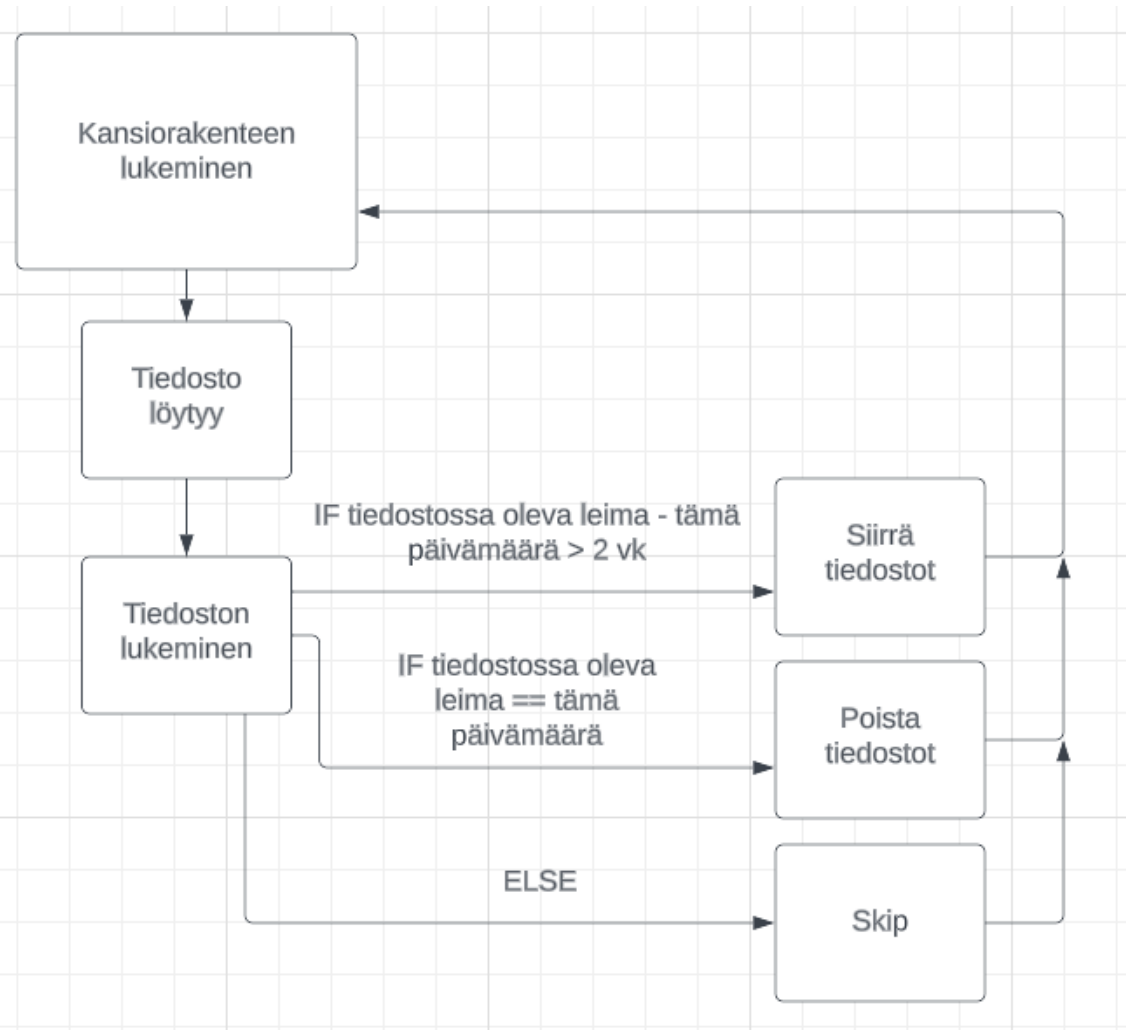 Kansiorakenteen
lukeminen
Tiedosto
löytyy
IF tiedostossa oleva leima - tämä
päivämäärä > 2 vk
Siirrä
tiedostot
Tiedoston
lukeminen
IF tiedostossa oleva
leima == tämä
päivämäärä
Poista
tiedostot
ELSE
Skip